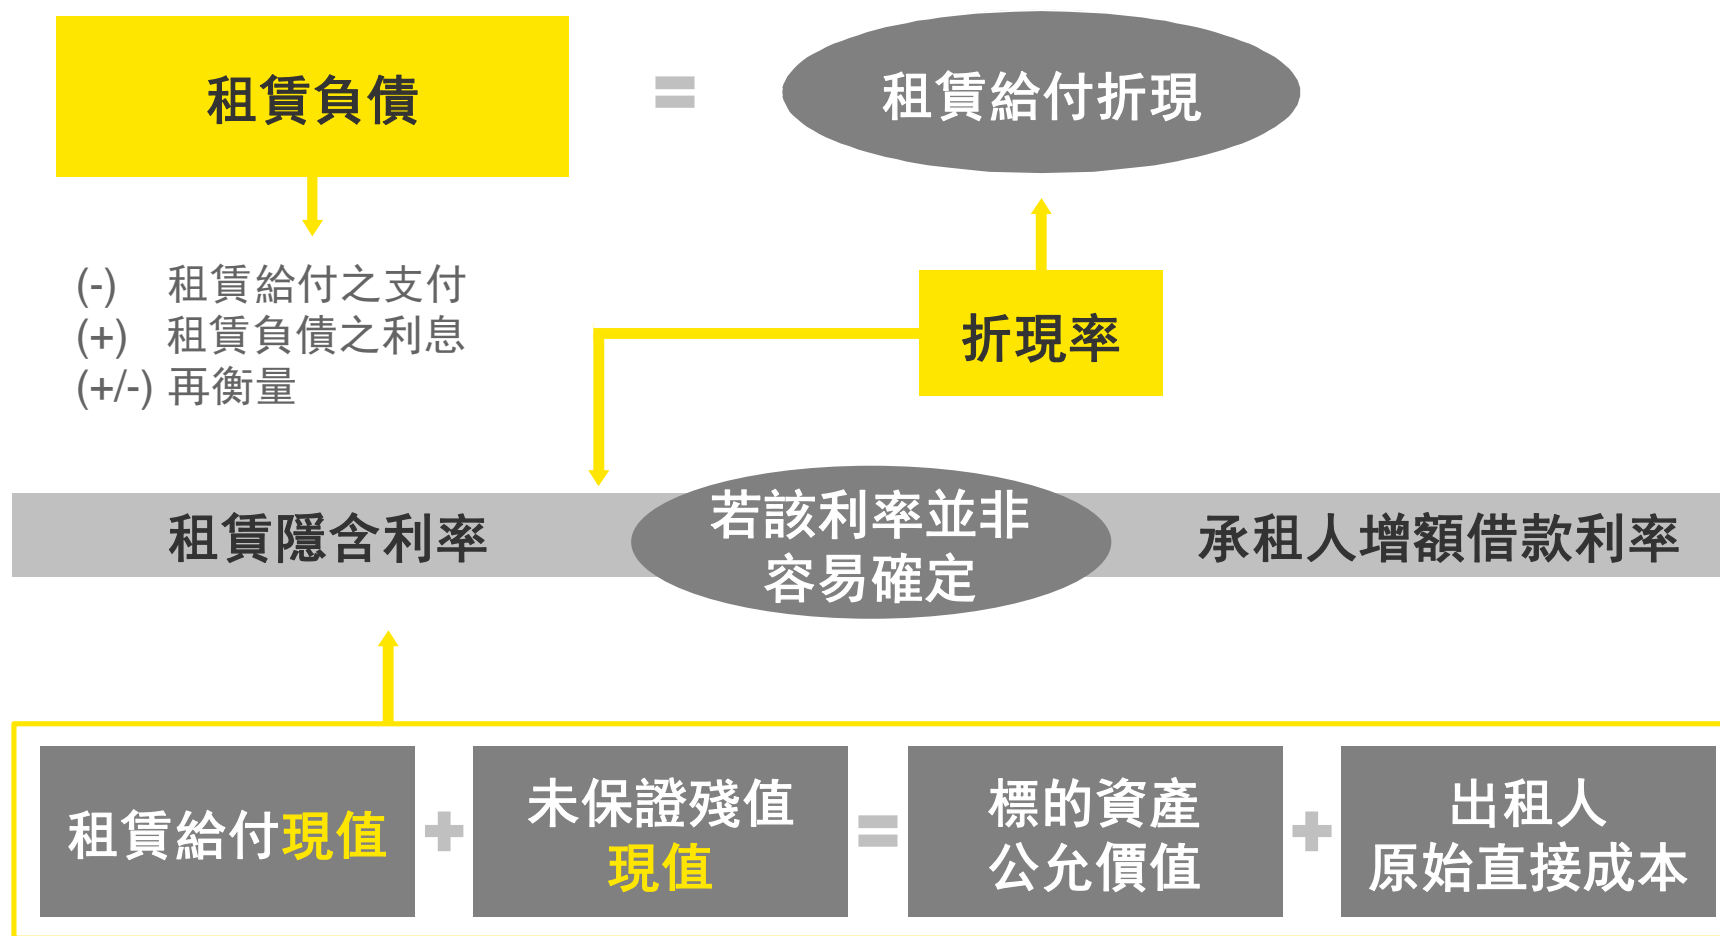 租賃負債
=
租賃給付折現
(-) 租賃給付之支付
(+) 租賃負債之利息
(+/-) 再衡量
折現率
租賃隱含利率
若該利率並非
容易確定
承租人增額借款利率
租賃給付現值
+
未保證殘值
現值
=
標的資產
公允價值
+
出租人
原始直接成本